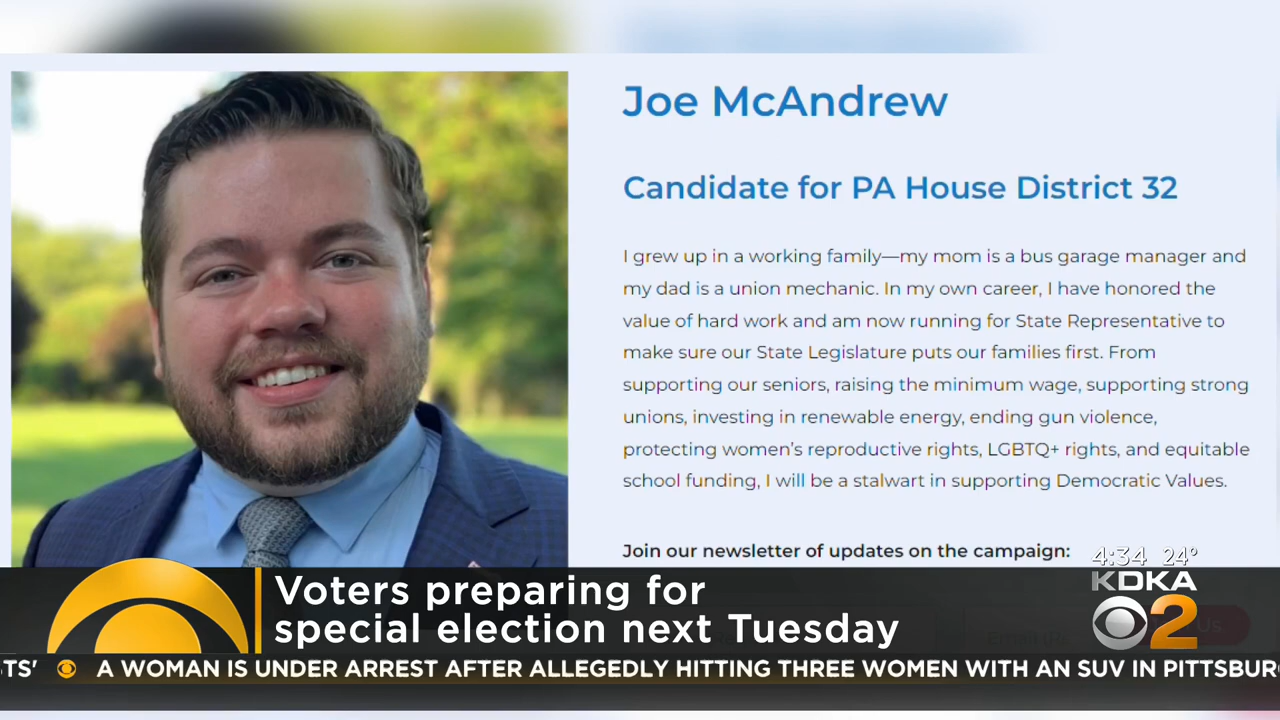 Joe McAndrew
Candidate for PA House District 32
I grew up in a working family—my mom is a bus garage manager and
my dad is a union mechanic. In my own career, I have honored the
value of hard work and am now running for State Representative to
make sure our State Legislature puts our families first. From
supporting our seniors, raising the minimum wage, supporting strong
unions, investing in renewable energy, ending gun violence,
protecting women's reproductive rights, LGBTQ+ rights, and equitable
school funding, I will be a stalwart in supporting Democratic Values.
Join our newsletter of updates on the campaign:
4:34 24°
KDKA
2
Us
Voters preparing for
special election next Tuesday
TS' A WOMAN IS UNDER ARREST AFTER ALLEGEDLY HITTING THREE WOMEN WITH AN SUV IN PITTSBURG